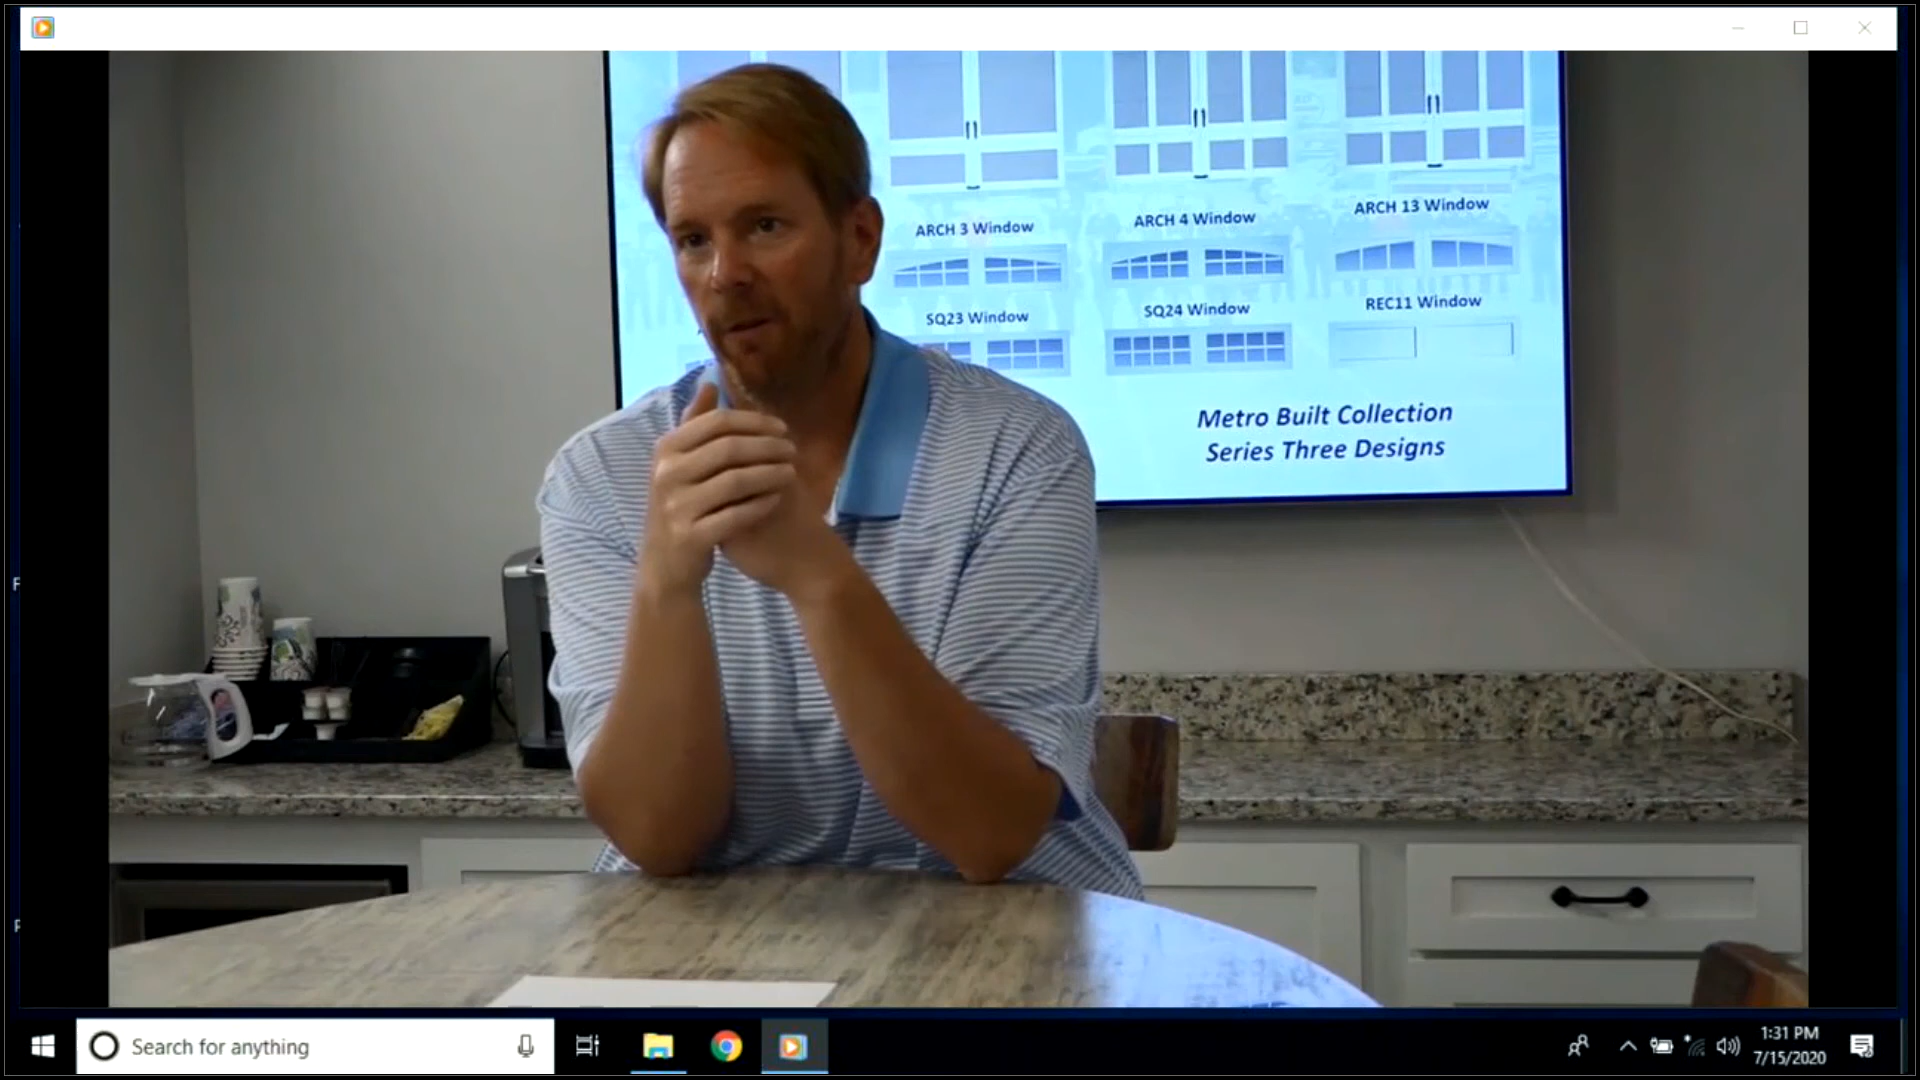 ARCH 3 Window
ARCH 4 Window
ARCH 13 Window
SQ23 Window
SQ24 Window
REC11 Window
Metro Built Collection
Series Three Designs
F
Search for anything
1:31 PM
7/15/2020